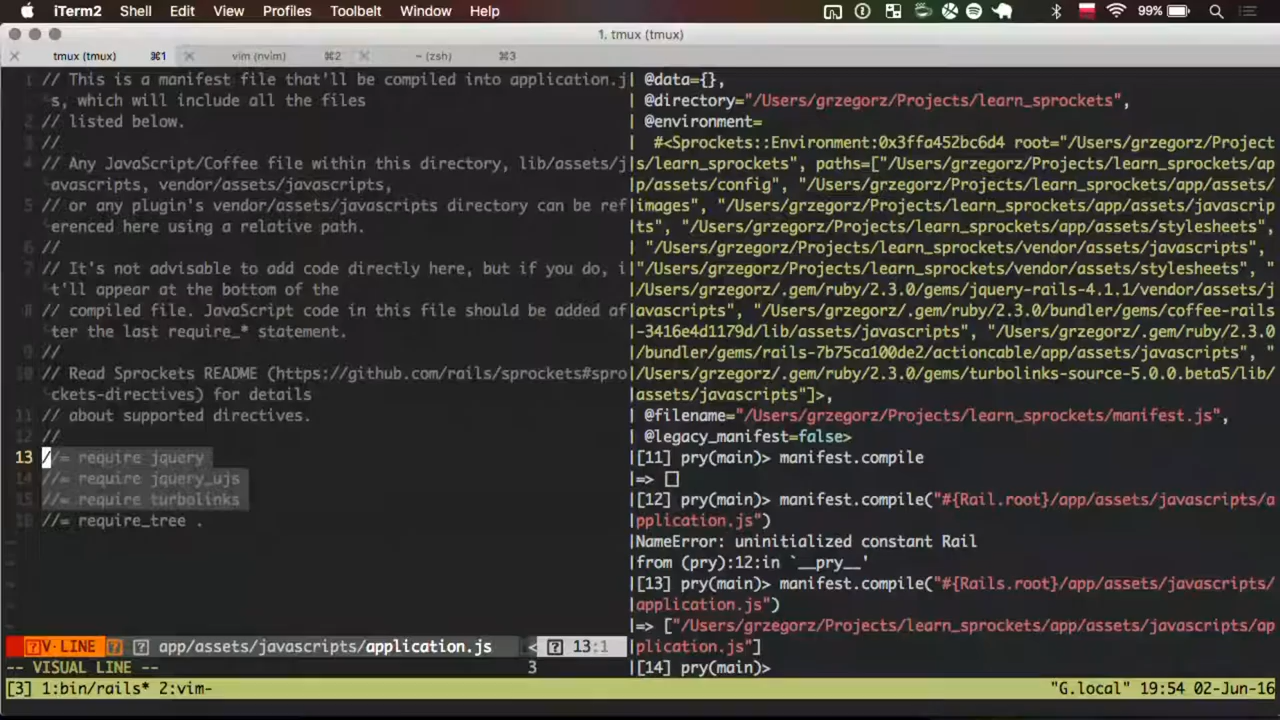 iTerm2 Shell Edit View Profiles Toolbelt Window Help 99%
1. tmux (tmux)
tmux (tmux) ⌘1 vim (nvim) ⌘2 ~ (zsh) ⌘3
1 // This is a manifest file that'll be compiled into application.j
s, which will include all the files
2 // listed below.
3 //
4 // Any JavaScript/Coffee file within this directory, lib/assets/j
avascripts, vendor/assets/javascripts,
5 // or any plugin's vendor/assets/javascripts directory can be ref
erenced here using a relative path.
6 //
7 // It's not advisable to add code directly here, but if you do, i
t'll appear at the bottom of the
8 // compiled file. JavaScript code in this file should be added af
ter the last require_* statement.
9 //
10 // Read Sprockets README (https://github.com/rails/sprockets#spro
ckets-directives) for details
11 // about supported directives.
12 //
13 //= require jquery
14 //= require jquery_ujs
15 //= require turbolinks
16 //= require_tree .
V·LINE app/assets/javascripts/application.js < 13:1
-- VISUAL LINE -- 3
| @data={},
| @directory="/Users/grzegorz/Projects/learn_sprockets",
| @environment=
| #<Sprockets::Environment:0x3ffa452bc6d4 root="/Users/grzegorz/Project
|s/learn_sprockets", paths=["/Users/grzegorz/Projects/learn_sprockets/ap
|p/assets/config", "/Users/grzegorz/Projects/learn_sprockets/app/assets/
|images", "/Users/grzegorz/Projects/learn_sprockets/app/assets/javascrip
|ts", "/Users/grzegorz/Projects/learn_sprockets/app/assets/stylesheets",
| "/Users/grzegorz/Projects/learn_sprockets/vendor/assets/javascripts",
|"/Users/grzegorz/Projects/learn_sprockets/vendor/assets/stylesheets", "
|/Users/grzegorz/.gem/ruby/2.3.0/gems/jquery-rails-4.1.1/vendor/assets/j
|avascripts", "/Users/grzegorz/.gem/ruby/2.3.0/bundler/gems/coffee-rails
|-3416e4d1179d/lib/assets/javascripts", "/Users/grzegorz/.gem/ruby/2.3.0
|/bundler/gems/rails-7b75ca100de2/actioncable/app/assets/javascripts", "
|/Users/grzegorz/.gem/ruby/2.3.0/gems/turbolinks-source-5.0.0.beta5/lib/
|assets/javascripts"]>,
| @filename="/Users/grzegorz/Projects/learn_sprockets/manifest.js",
| @legacy_manifest=false>
|[11] pry(main)> manifest.compile
|=> []
|[12] pry(main)> manifest.compile("#{Rail.root}/app/assets/javascripts/a
|pplication.js")
|NameError: uninitialized constant Rail
|from (pry):12:in `__pry__'
|[13] pry(main)> manifest.compile("#{Rails.root}/app/assets/javascripts/
|application.js")
|=> ["/Users/grzegorz/Projects/learn_sprockets/app/assets/javascripts/ap
|plication.js"]
|[14] pry(main)>
[3] 1:bin/rails* 2:vim- "G.local" 19:54 02-Jun-16